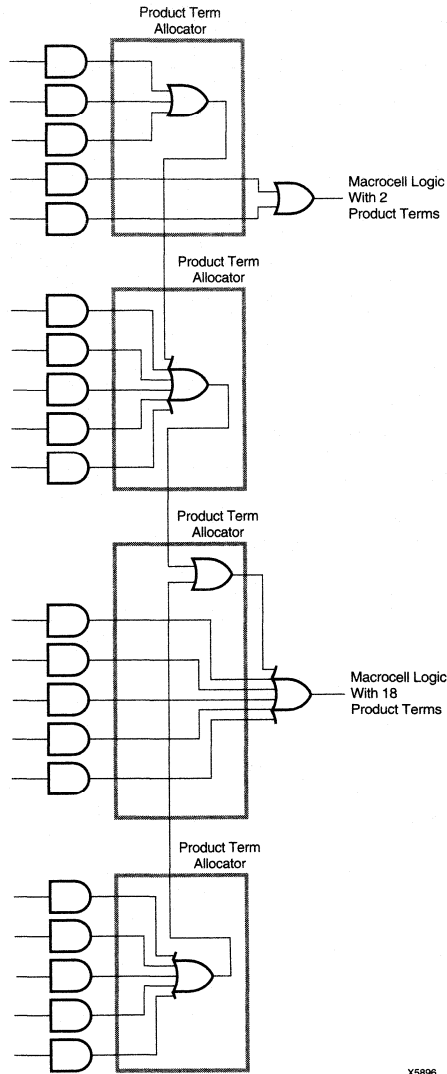 Product Term
Allocator
Macrocell Logic
With 2
Product Terms
Product Term
Allocator
Product Term
Allocator
Macrocell Logic
With 18
Product Terms
Product Term
Allocator
X5896